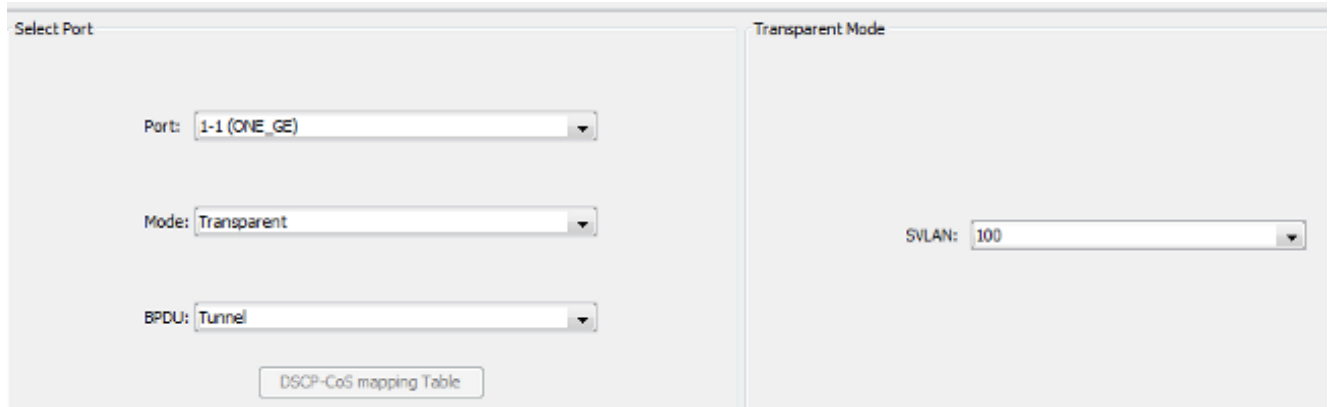 Select Port
Transparent Mode
Port: 1-1 (ONE_GE)
Mode: Transparent
SVLAN: 100
BPDU: Tunnel
DSCP-CoS mapping Table